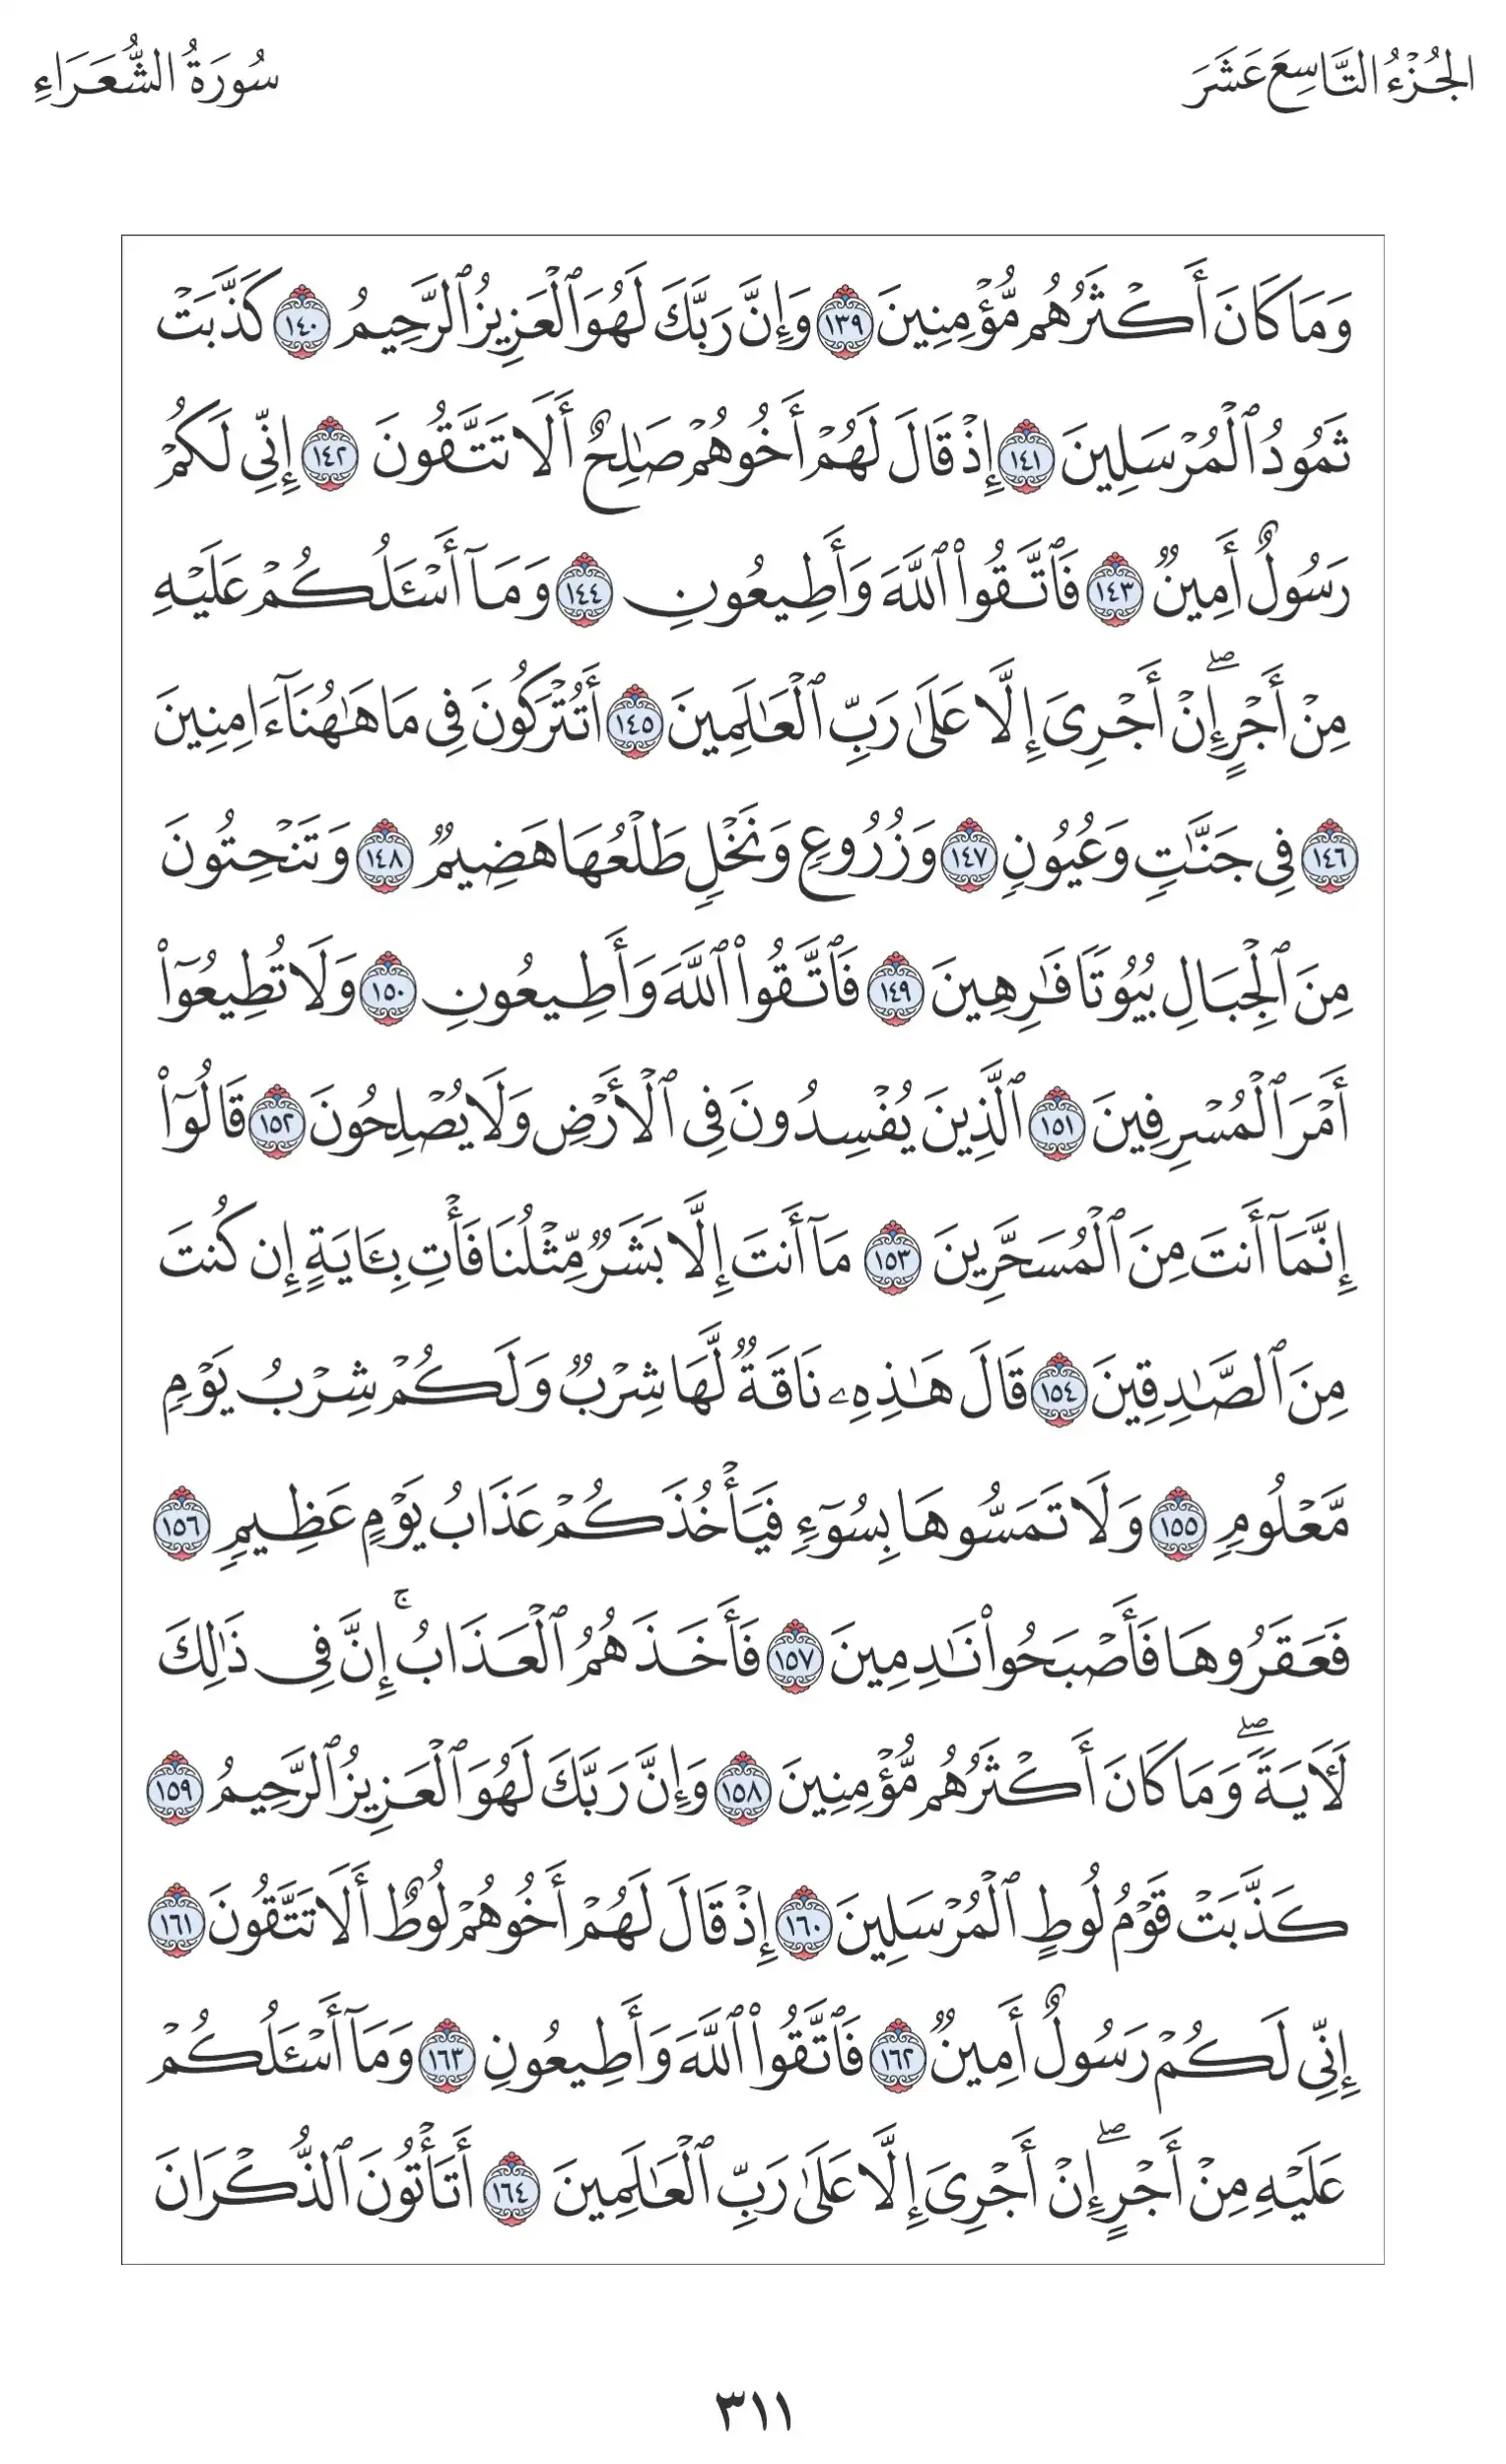 الجُزْءُ التَّاسِعَ عَشَرَ
سُورَةُ الشُّعَرَاءِ
وَمَا كَانَ أَكْثَرُهُم مُّؤْمِنِينَ ١٣٩ وَإِنَّ رَبَّكَ لَهُوَ ٱلْعَزِيزُ ٱلرَّحِيمُ ١٤٠ كَذَّبَتْ
ثَمُودُ ٱلْمُرْسَلِينَ ١٤١ إِذْ قَالَ لَهُمْ أَخُوهُمْ صَٰلِحٌ أَلَا تَتَّقُونَ ١٤٢ إِنِّي لَكُمْ
رَسُولٌ أَمِينٌ ١٤٣ فَٱتَّقُوا۟ ٱللَّهَ وَأَطِيعُونِ ١٤٤ وَمَآ أَسْـَٔلُكُمْ عَلَيْهِ
مِنْ أَجْرٍ ۖ إِنْ أَجْرِىَ إِلَّا عَلَىٰ رَبِّ ٱلْعَٰلَمِينَ ١٤٥ أَتُتْرَكُونَ فِى مَا هَٰهُنَآ ءَامِنِينَ
١٤٦ فِى جَنَّٰتٍ وَعُيُونٍ ١٤٧ وَزُرُوعٍ وَنَخْلٍ طَلْعُهَا هَضِيمٌ ١٤٨ وَتَنْحِتُونَ
مِنَ ٱلْجِبَالِ بُيُوتًا فَٰرِهِينَ ١٤٩ فَٱتَّقُوا۟ ٱللَّهَ وَأَطِيعُونِ ١٥٠ وَلَا تُطِيعُوٓا۟
أَمْرَ ٱلْمُسْرِفِينَ ١٥١ ٱلَّذِينَ يُفْسِدُونَ فِى ٱلْأَرْضِ وَلَا يُصْلِحُونَ ١٥٢ قَالُوٓا۟
إِنَّمَآ أَنتَ مِنَ ٱلْمُسَحَّرِينَ ١٥٣ مَآ أَنتَ إِلَّا بَشَرٌ مِّثْلُنَا فَأْتِ بِـَٔايَةٍ إِن كُنتَ
مِنَ ٱلصَّٰدِقِينَ ١٥٤ قَالَ هَٰذِهِۦ نَاقَةٌ لَّهَا شِرْبٌ وَلَكُمْ شِرْبُ يَوْمٍ
مَّعْلُومٍ ١٥٥ وَلَا تَمَسُّوهَا بِسُوٓءٍ فَيَأْخُذَكُمْ عَذَابُ يَوْمٍ عَظِيمٍ ١٥٦
فَعَقَرُوهَا فَأَصْبَحُوا۟ نَٰدِمِينَ ١٥٧ فَأَخَذَهُمُ ٱلْعَذَابُ ۚ إِنَّ فِى ذَٰلِكَ
لَـَٔايَةً ۖ وَمَا كَانَ أَكْثَرُهُم مُّؤْمِنِينَ ١٥٨ وَإِنَّ رَبَّكَ لَهُوَ ٱلْعَزِيزُ ٱلرَّحِيمُ ١٥٩
كَذَّبَتْ قَوْمُ لُوطٍ ٱلْمُرْسَلِينَ ١٦٠ إِذْ قَالَ لَهُمْ أَخُوهُمْ لُوطٌ أَلَا تَتَّقُونَ ١٦١
إِنِّي لَكُمْ رَسُولٌ أَمِينٌ ١٦٢ فَٱتَّقُوا۟ ٱللَّهَ وَأَطِيعُونِ ١٦٣ وَمَآ أَسْـَٔلُكُمْ
عَلَيْهِ مِنْ أَجْرٍ ۖ إِنْ أَجْرِىَ إِلَّا عَلَىٰ رَبِّ ٱلْعَٰلَمِينَ ١٦٤ أَتَأْتُونَ ٱلذُّكْرَانَ
٣١١